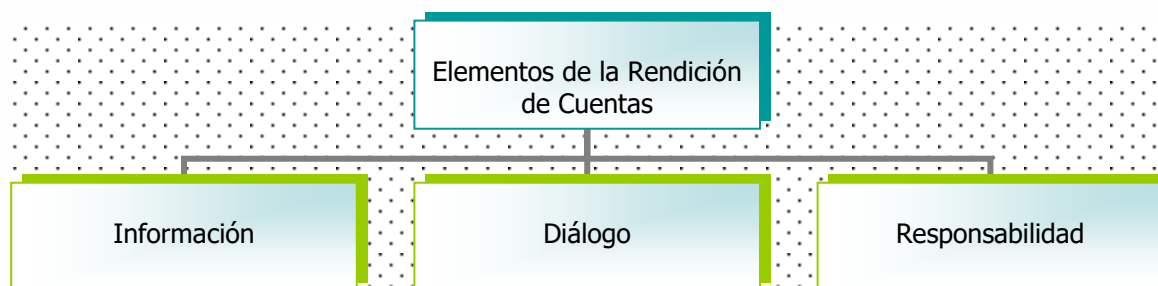 Elementos de la Rendición
de Cuentas
Información
Diálogo
Responsabilidad